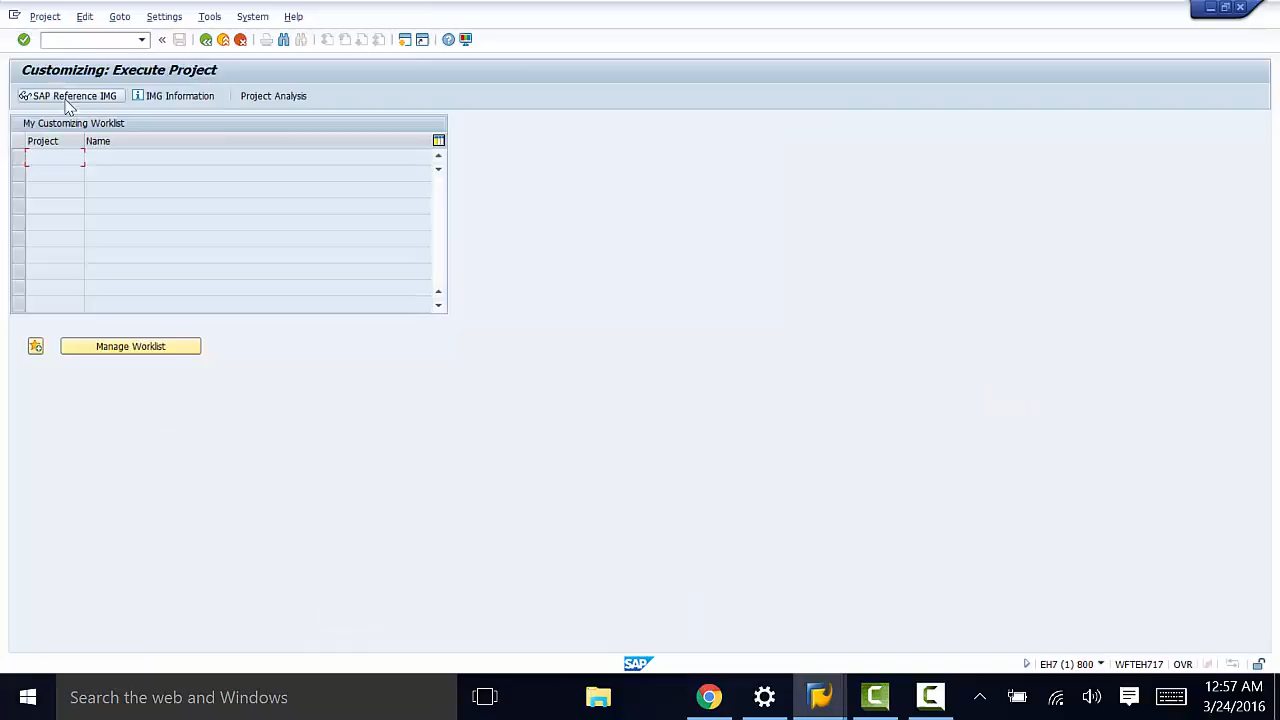 Project Edit Goto Settings Tools System Help
Customizing: Execute Project
SAP Reference IMG IMG Information Project Analysis
My Customizing Worklist
Project Name
Manage Worklist
SAP EH7 (1) 800 WFTEH717 OVR
Search the web and Windows
12:57 AM
3/24/2016